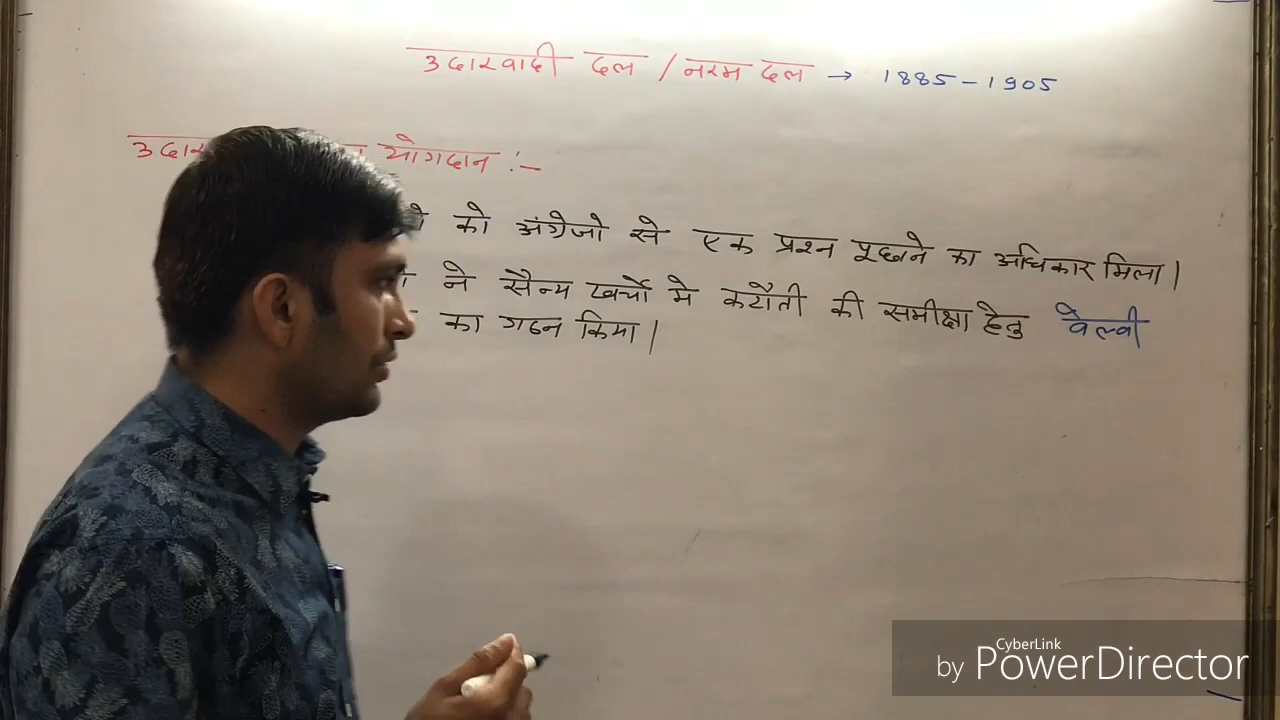 उदारवादी दल / नरम दल → 1885-1905
योगदान :-
को अंग्रेजो से एक प्रश्न पूछने का अधिकार मिला।
ने सैन्य खर्चो मे कटौती की समीक्षा हेतु वेल्वी
का गठन किया।
CyberLink
by PowerDirector